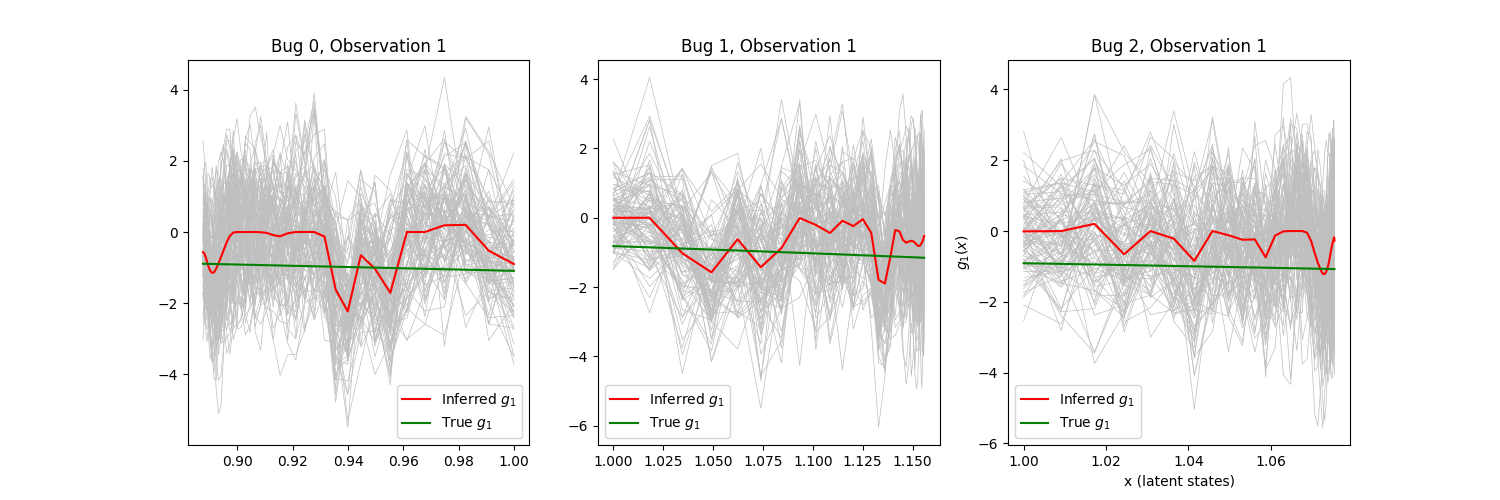 Bug 0, Observation 1
4
2
0
−2
−4
0.90 0.92 0.94 0.96 0.98 1.00
Inferred g₁
True g₁
Bug 1, Observation 1
4
2
0
−2
−4
−6
1.000 1.025 1.050 1.075 1.100 1.125 1.150
Inferred g₁
True g₁
Bug 2, Observation 1
g₁(x)
4
2
0
−2
−4
−6
1.00 1.02 1.04 1.06
x (latent states)
Inferred g₁
True g₁